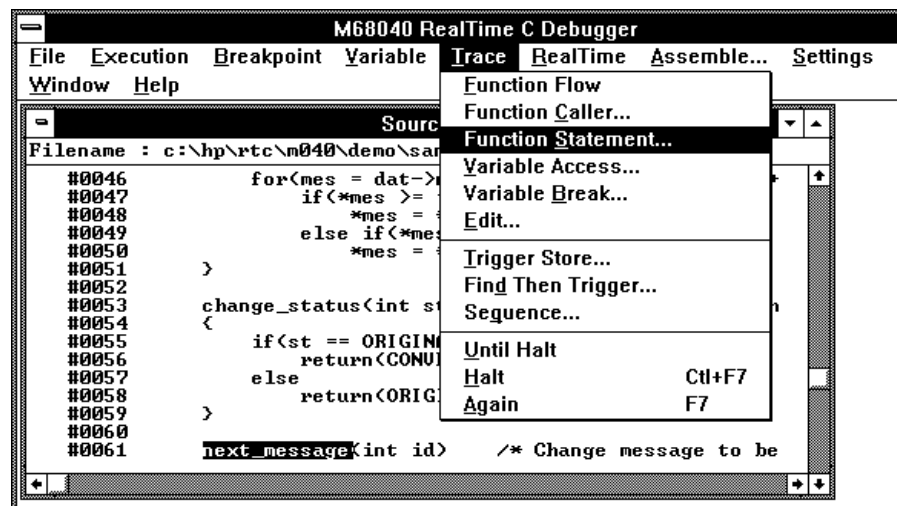 M68040 RealTime C Debugger
File Execution Breakpoint Variable Trace RealTime Assemble... Settings
Window Help
Function Flow
Function Caller...
Function Statement...
Variable Access...
Variable Break...
Edit...
Trigger Store...
Find Then Trigger...
Sequence...
Until Halt
Halt Ctl+F7
Again F7
Sourc
Filename : c:\hp\rtc\m040\demo\sar
#0046 for(mes = dat->
#0047 if(*mes >=
#0048 *mes =
#0049 else if(*mes
#0050 *mes =
#0051 }
#0052
#0053 change_status(int st
#0054 {
#0055 if(st == ORIGINA
#0056 return(CONV
#0057 else
#0058 return(ORIG
#0059 }
#0060
#0061 next_message(int id) /* Change message to be